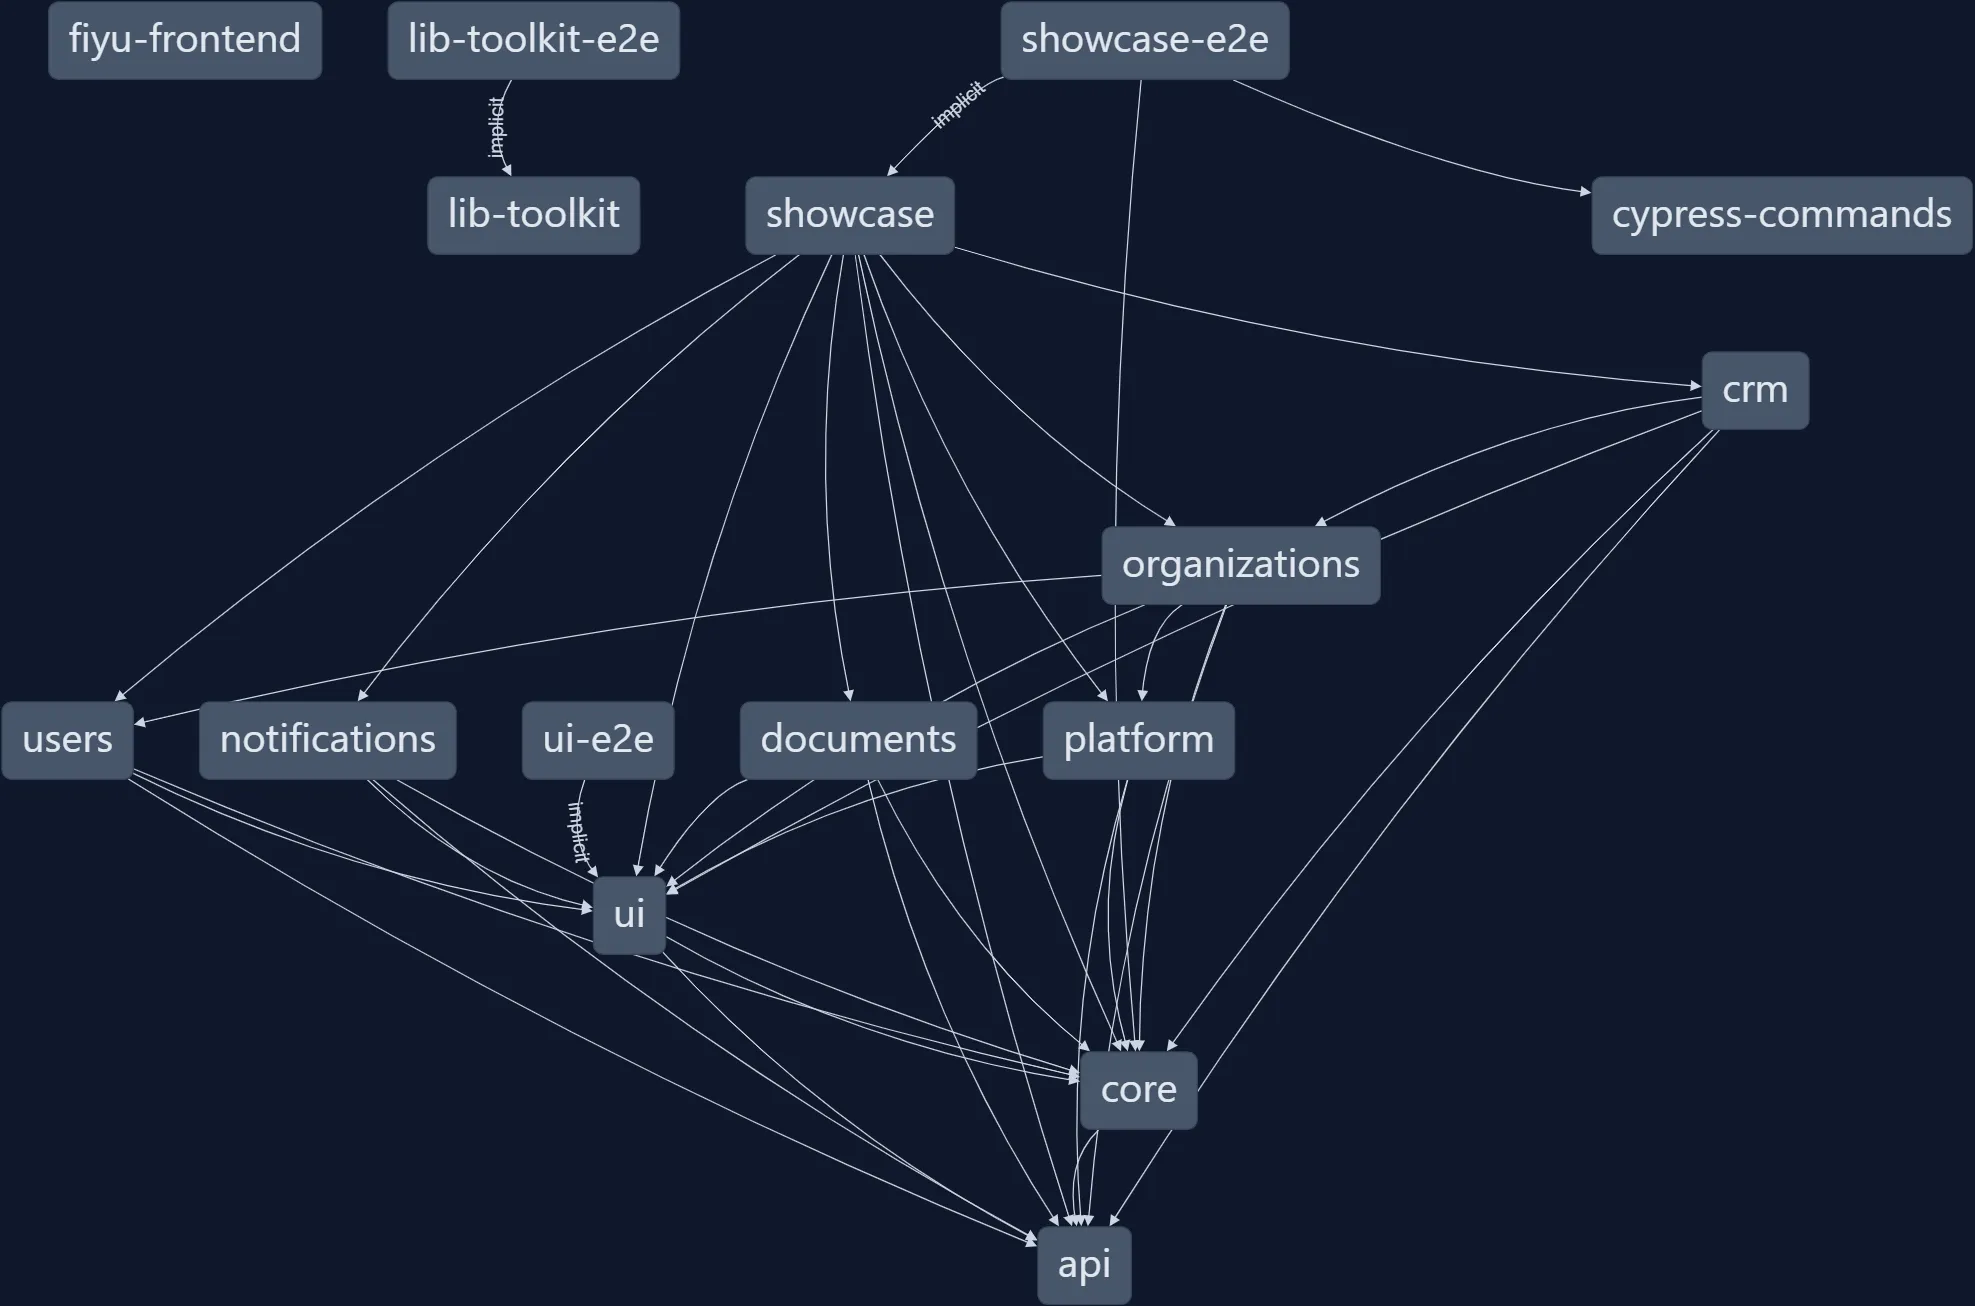 fiyu-frontend
lib-toolkit-e2e
showcase-e2e
implicit
implicit
lib-toolkit
showcase
cypress-commands
crm
organizations
users
notifications
ui-e2e
documents
platform
implicit
ui
core
api